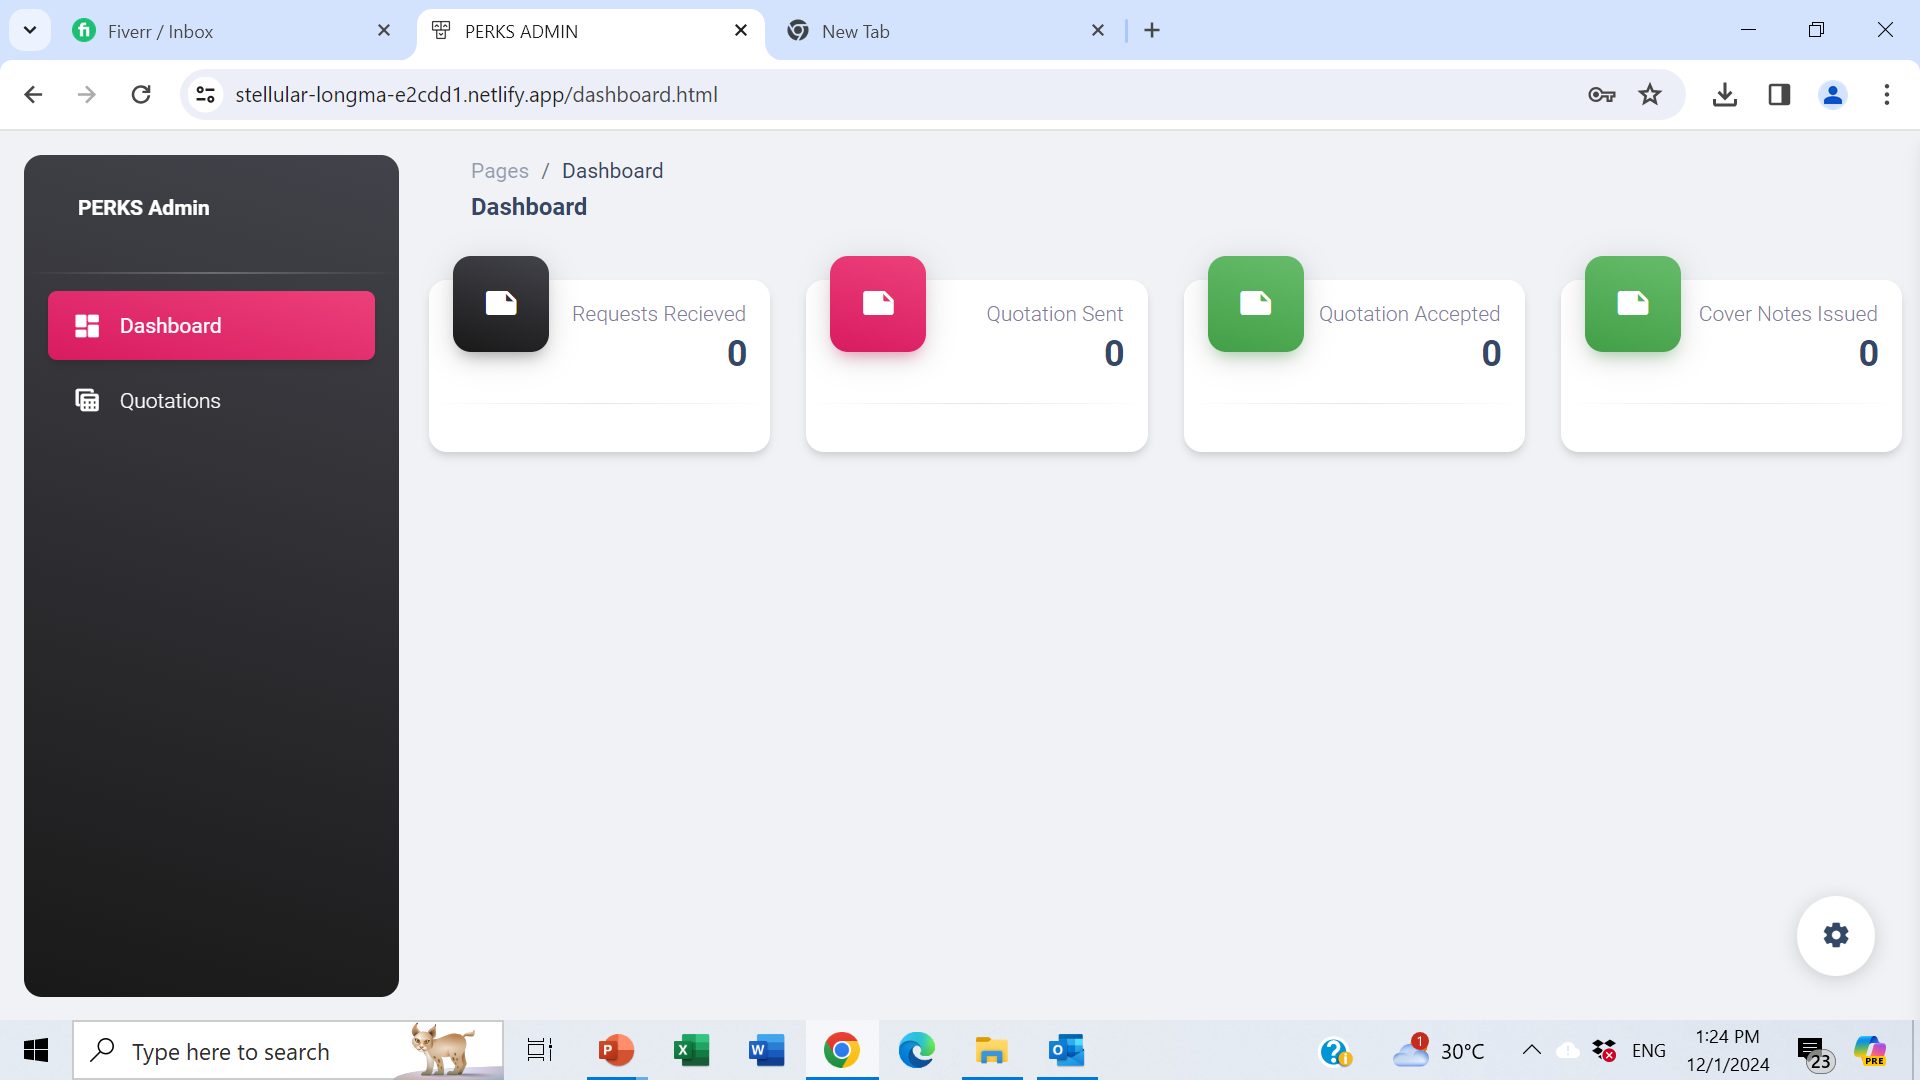 Fiverr / Inbox
PERKS ADMIN
New Tab
stellular-longma-e2cdd1.netlify.app/dashboard.html
PERKS Admin
Dashboard
Quotations
Pages / Dashboard
Dashboard
Requests Recieved
0
Quotation Sent
0
Quotation Accepted
0
Cover Notes Issued
0
Type here to search
1
30°C
ENG
1:24 PM
12/1/2024
23
PRE